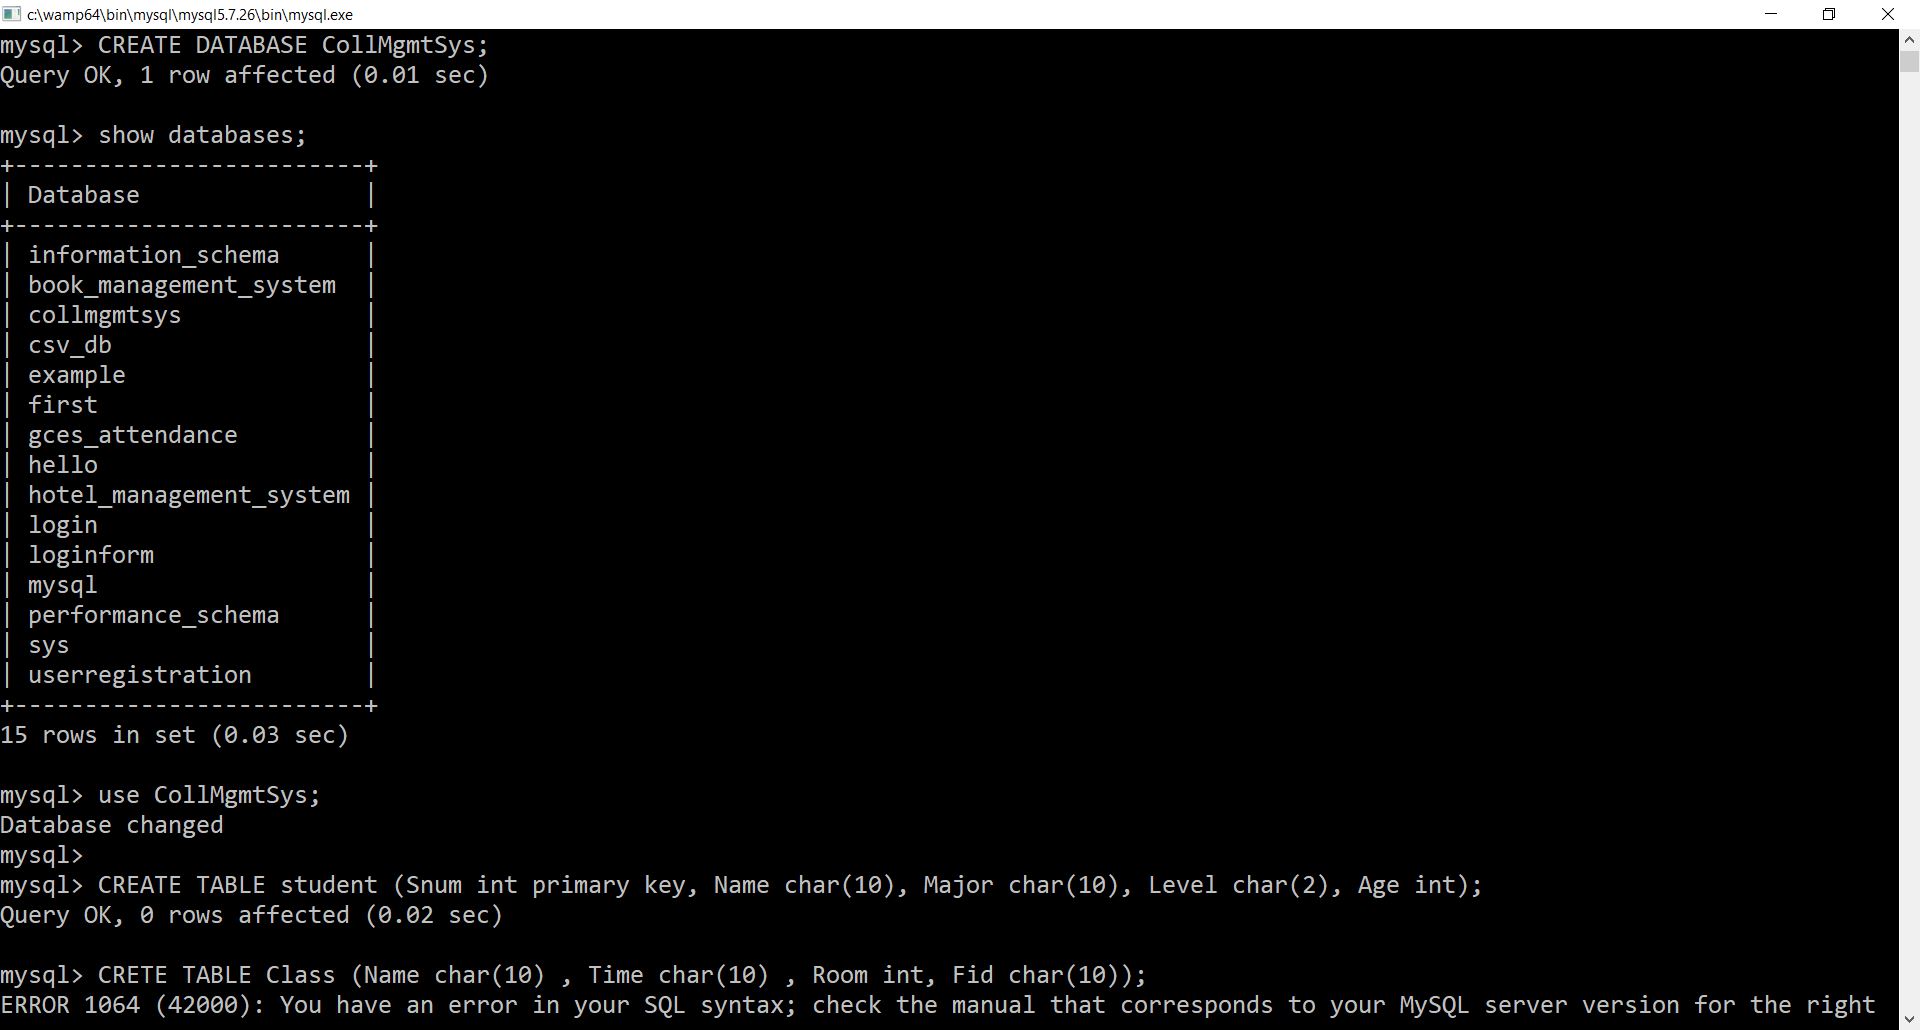 c:\wamp64\bin\mysql\mysql5.7.26\bin\mysql.exe
mysql> CREATE DATABASE CollMgmtSys;
Query OK, 1 row affected (0.01 sec)
mysql> show databases;
+-------------------------+
| Database                |
+-------------------------+
| information_schema      |
| book_management_system  |
| collmgmtsys             |
| csv_db                  |
| example                 |
| first                   |
| gces_attendance         |
| hello                   |
| hotel_management_system |
| login                   |
| loginform               |
| mysql                   |
| performance_schema      |
| sys                     |
| userregistration        |
+-------------------------+
15 rows in set (0.03 sec)
mysql> use CollMgmtSys;
Database changed
mysql>
mysql> CREATE TABLE student (Snum int primary key, Name char(10), Major char(10), Level char(2), Age int);
Query OK, 0 rows affected (0.02 sec)
mysql> CRETE TABLE Class (Name char(10) , Time char(10) , Room int, Fid char(10));
ERROR 1064 (42000): You have an error in your SQL syntax; check the manual that corresponds to your MySQL server version for the right